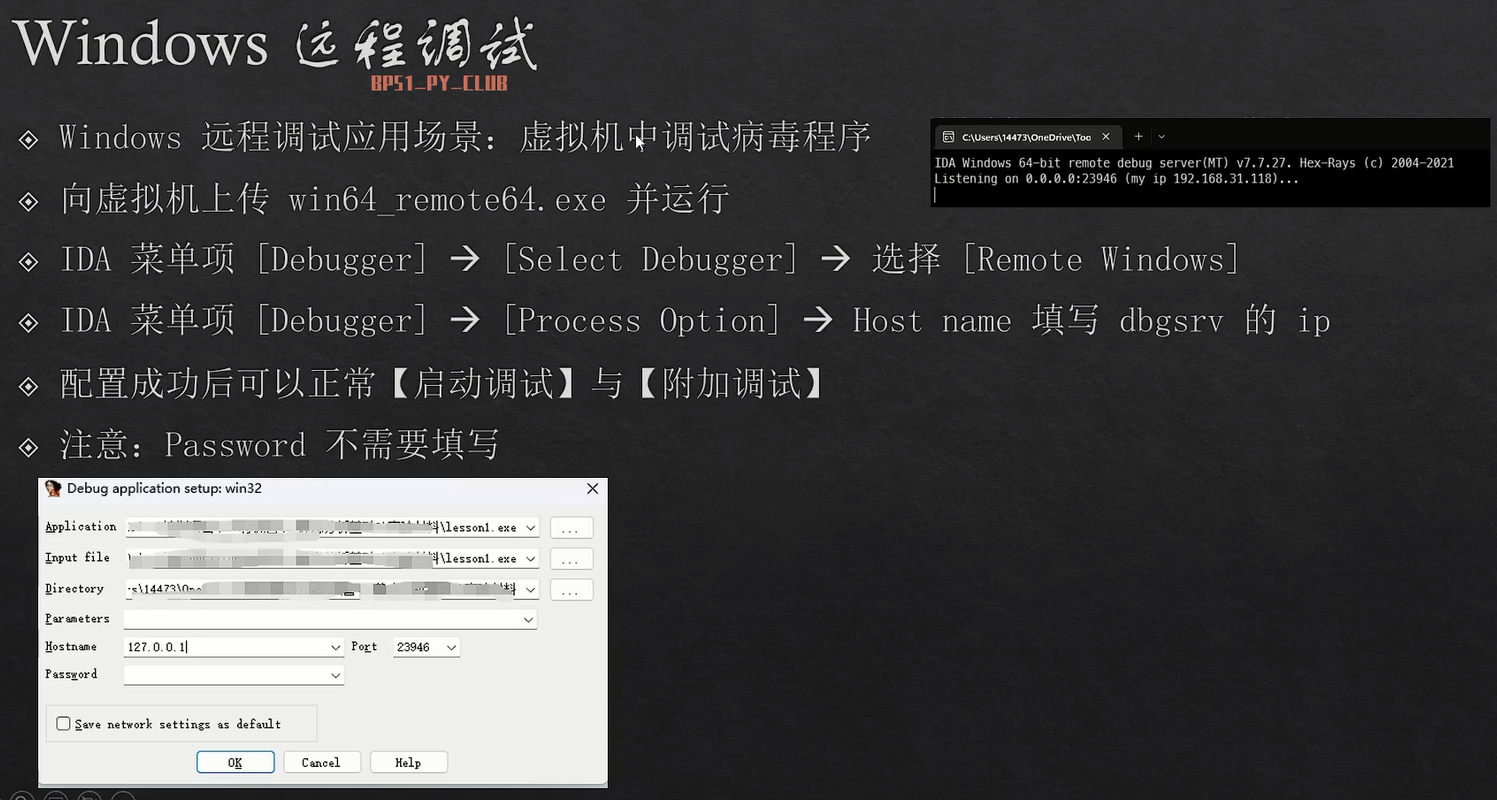 Windows 远程调试
BP51_PY_CLUB
Windows 远程调试应用场景：虚拟机中调试病毒程序
向虚拟机上传 win64_remote64.exe 并运行
IDA 菜单项 [Debugger] → [Select Debugger] → 选择 [Remote Windows]
IDA 菜单项 [Debugger] → [Process Option] → Host name 填写 dbgsrv 的 ip
配置成功后可以正常【启动调试】与【附加调试】
注意：Password 不需要填写
C:\Users\14473\OneDrive\Too
IDA Windows 64-bit remote debug server(MT) v7.7.27. Hex-Rays (c) 2004-2021
Listening on 0.0.0.0:23946 (my ip 192.168.31.118)...
Debug application setup: win32
Application \lesson1.exe ...
Input file \lesson1.exe ...
Directory s\14473\One ...
Parameters
Hostname 127.0.0.1 Port 23946
Password
Save network settings as default
OK Cancel Help